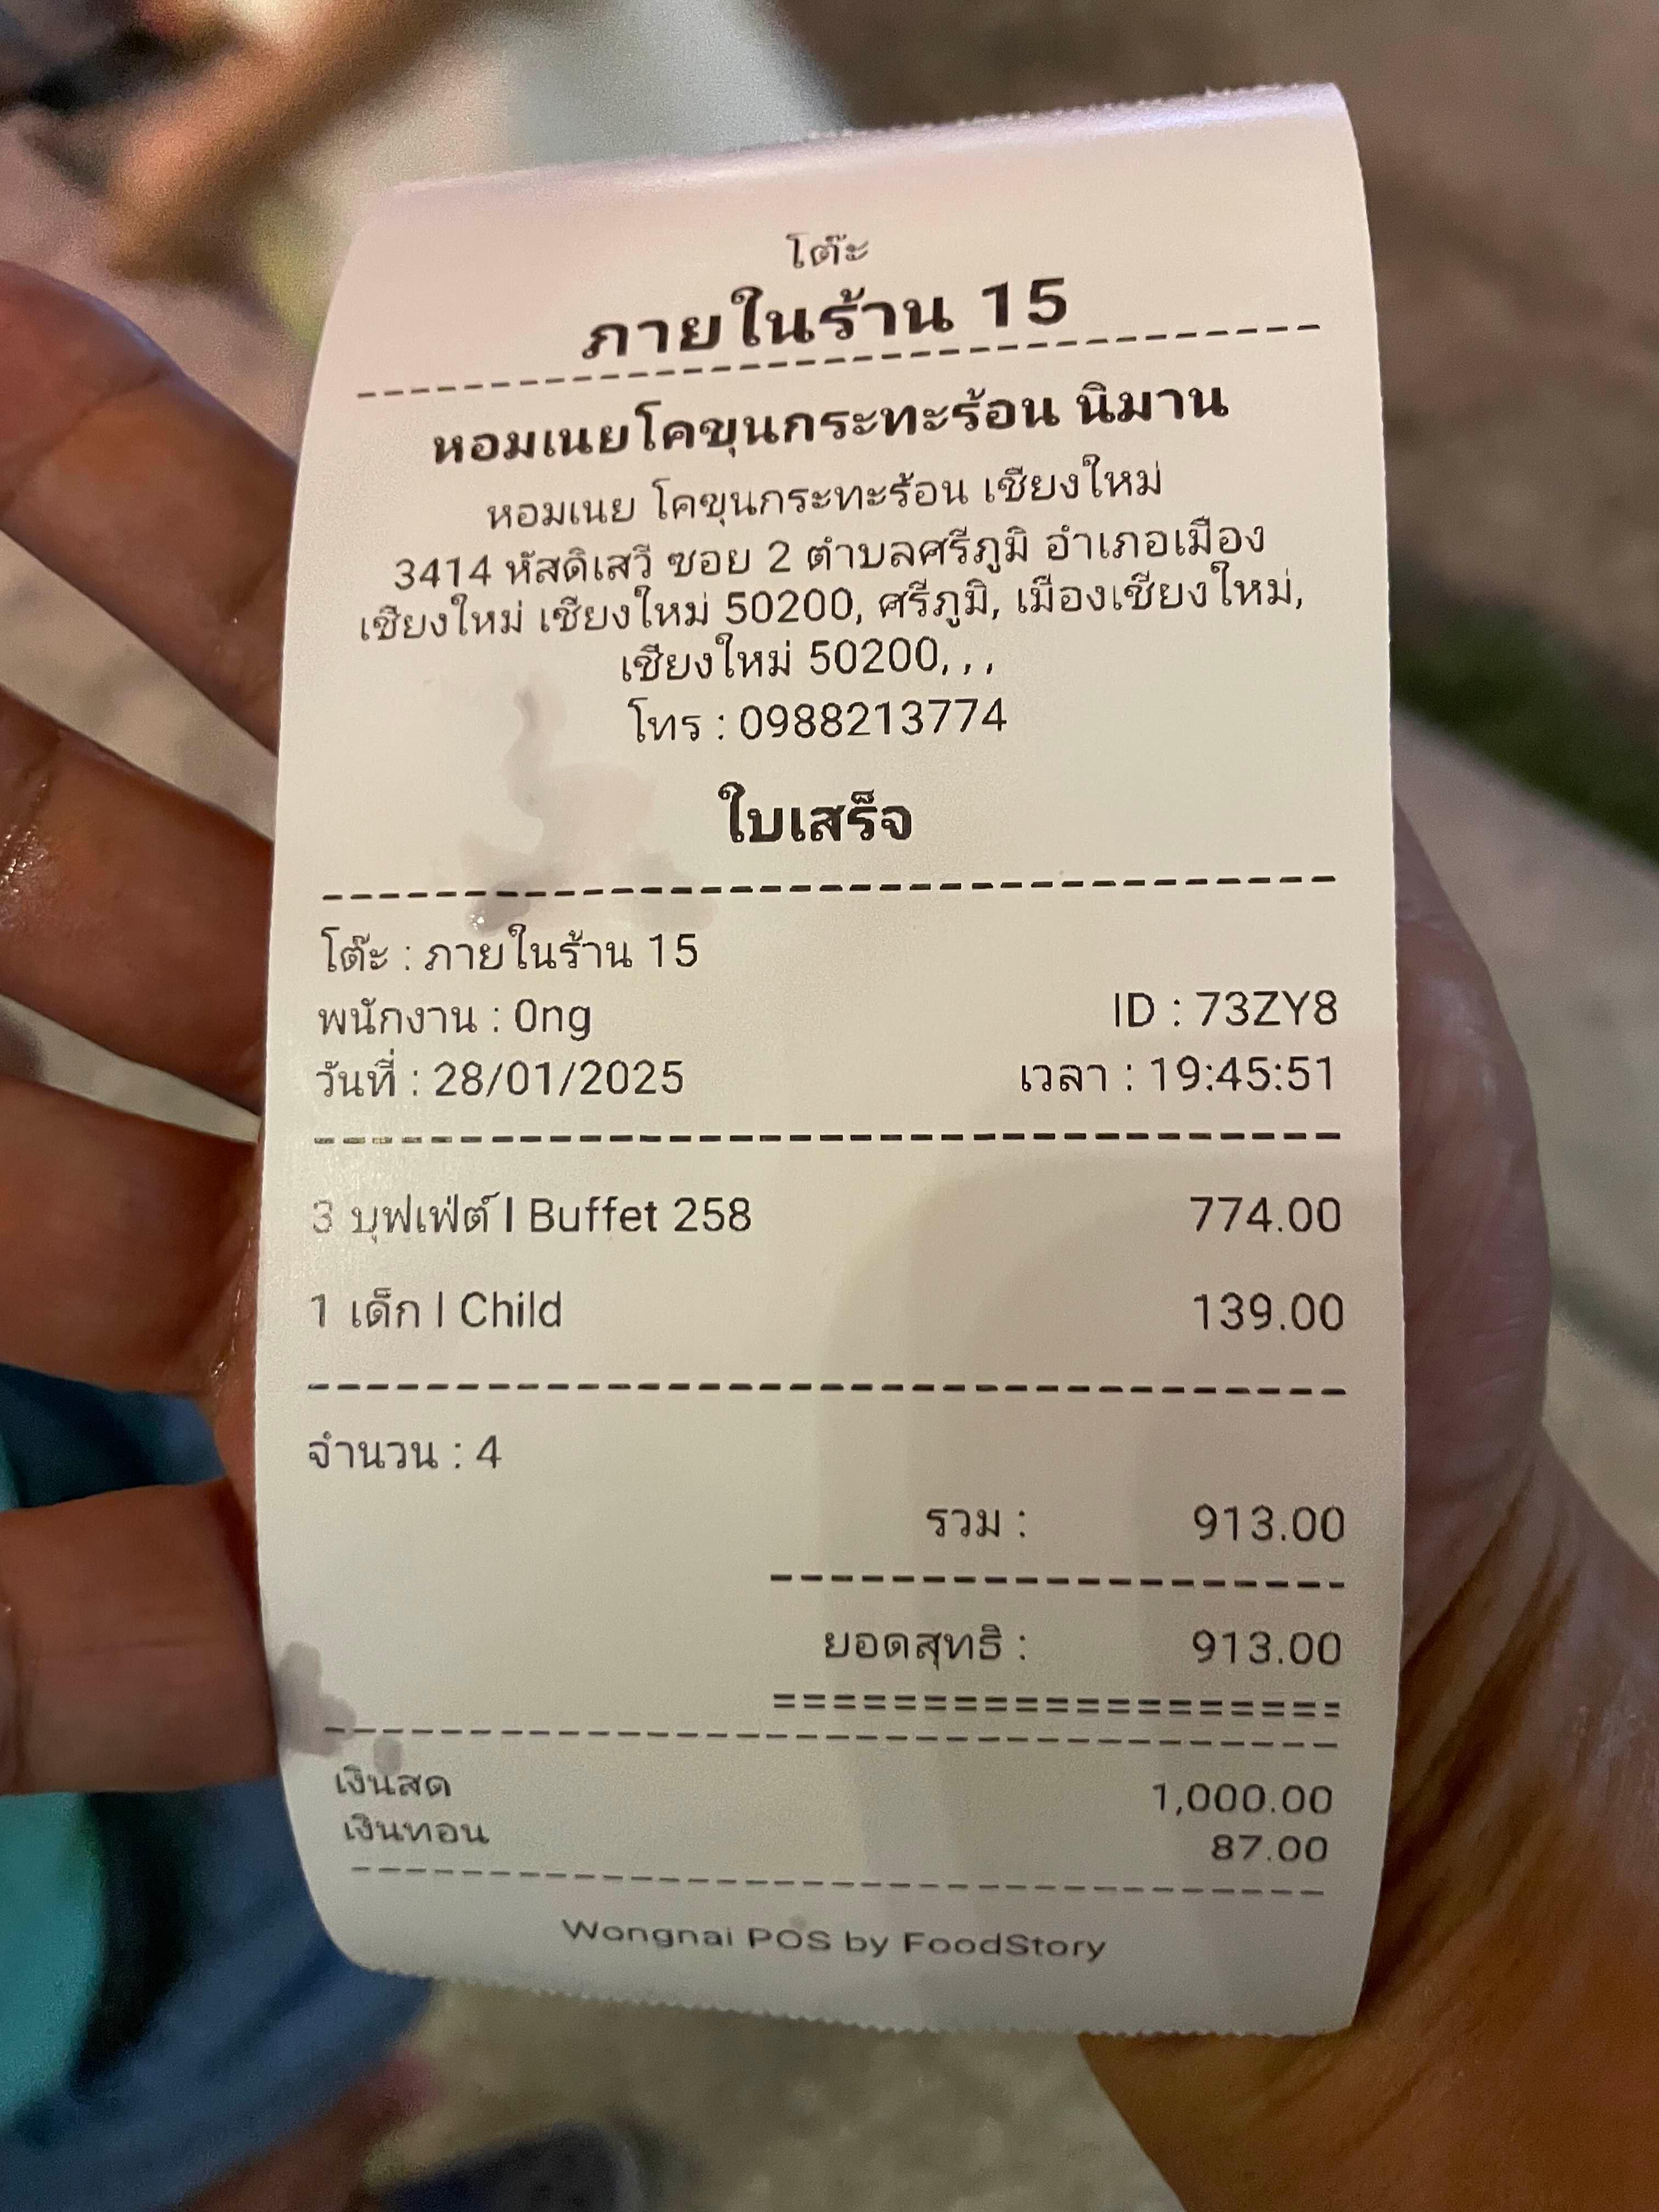 โต๊ะ
ภายในร้าน 15
หอมเนยโคขุนกระทะร้อน นิมาน
หอมเนย โคขุนกระทะร้อน เชียงใหม่
3414 หัสดิเสวี ซอย 2 ตำบลศรีภูมิ อำเภอเมือง
เชียงใหม่ เชียงใหม่ 50200, ศรีภูมิ, เมืองเชียงใหม่,
เชียงใหม่ 50200, , ,
โทร : 0988213774
ใบเสร็จ
โต๊ะ : ภายในร้าน 15
พนักงาน : Ong ID : 73ZY8
วันที่ : 28/01/2025 เวลา : 19:45:51
3 บุฟเฟ่ต์ | Buffet 258 774.00
1 เด็ก | Child 139.00
จำนวน : 4
รวม : 913.00
ยอดสุทธิ : 913.00
====================
เงินสด 1,000.00
เงินทอน 87.00
Wongnai POS by FoodStory